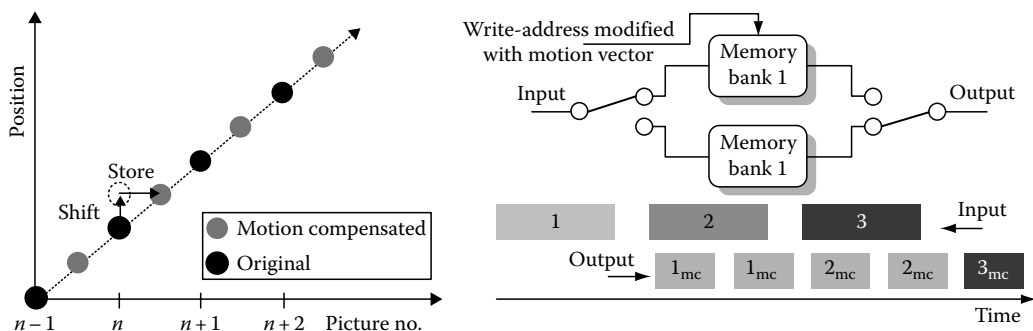 Position
Store
Shift
Motion compensated
Original
n – 1
n
n + 1
n + 2
Picture no.
Write-address modified
with motion vector
Memory
bank 1
Input
Output
Memory
bank 1
1
2
3
Input
Output
1mc
1mc
2mc
2mc
3mc
Time